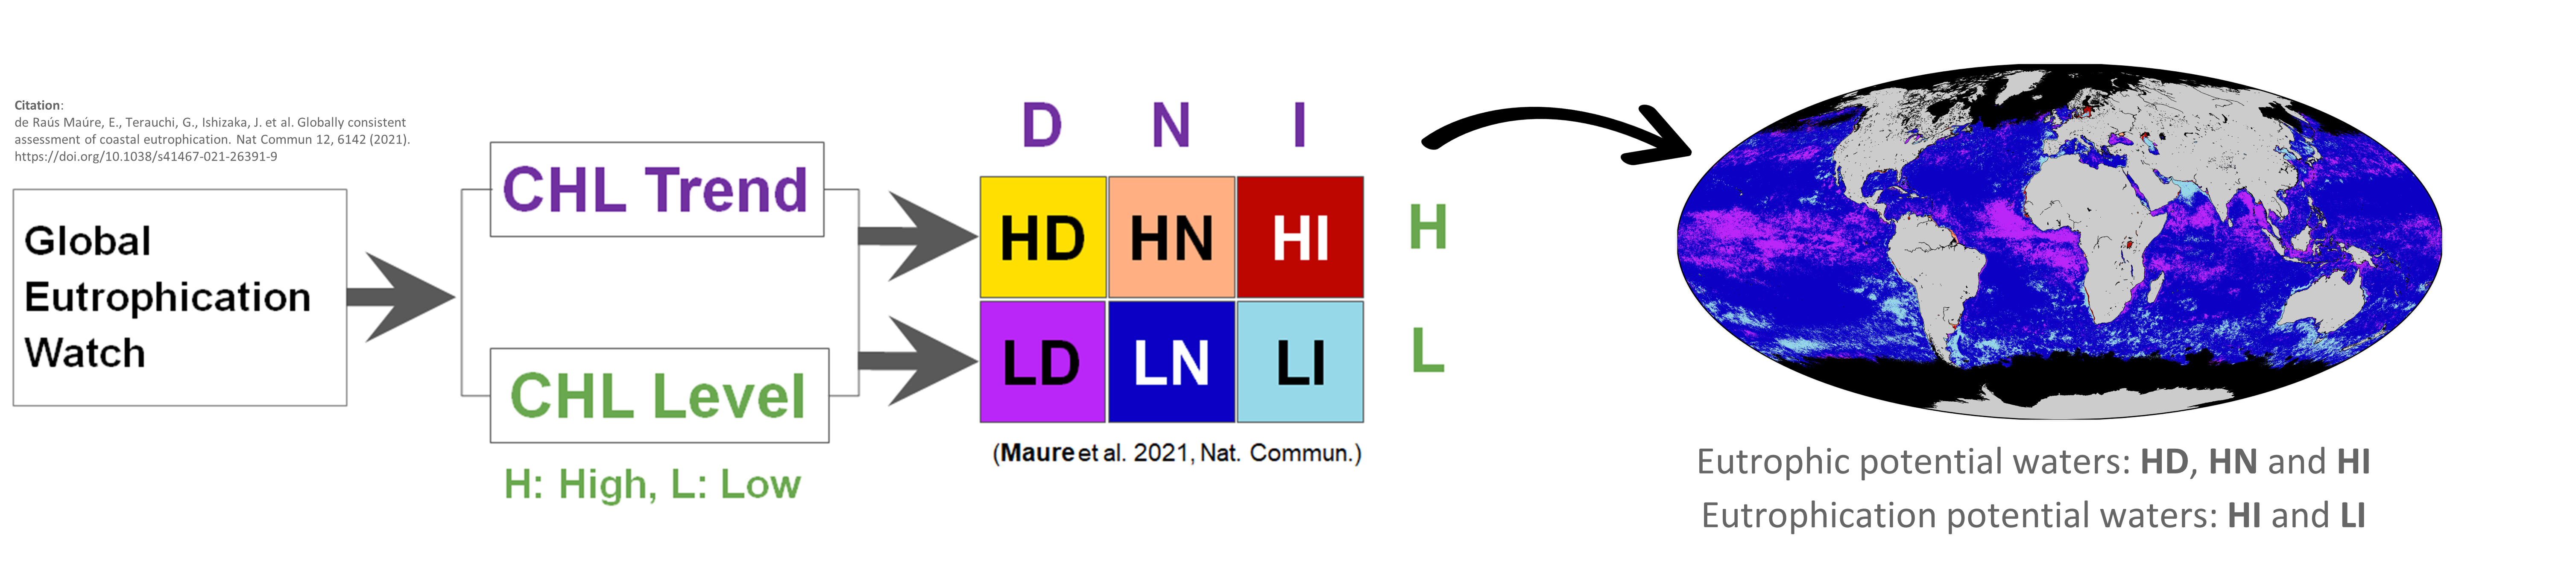 Citation:
de Raús Maúre, E., Terauchi, G., Ishizaka, J. et al. Globally consistent
assessment of coastal eutrophication. Nat Commun 12, 6142 (2021).
https://doi.org/10.1038/s41467-021-26391-9
Global
Eutrophication
Watch
CHL Trend
CHL Level
H: High, L: Low
D N I
HD HN HI H
LD LN LI L
(Maure et al. 2021, Nat. Commun.)
Eutrophic potential waters: HD, HN and HI
Eutrophication potential waters: HI and LI